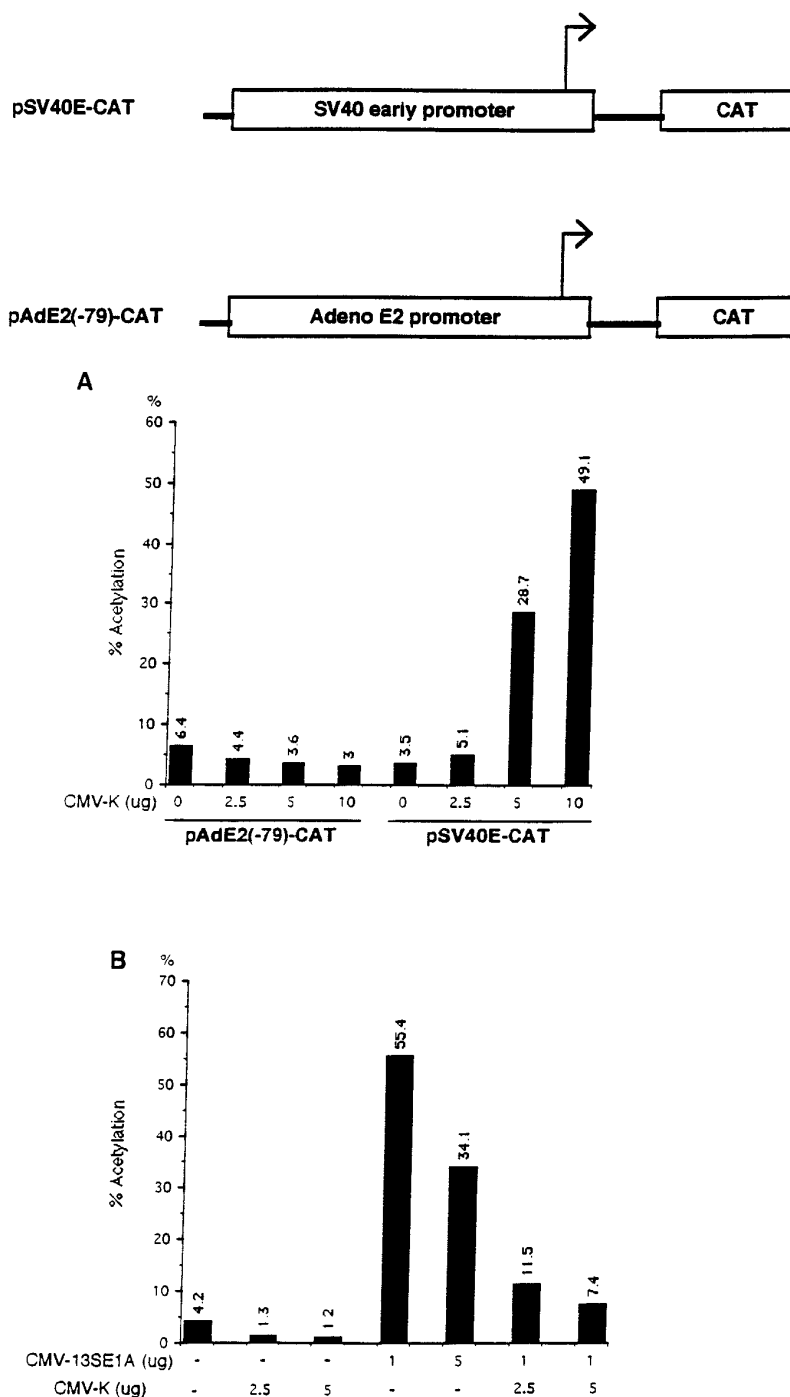 pSV40E-CAT SV40 early promoter CAT
pAdE2(-79)-CAT Adeno E2 promoter CAT
A
%
60
50
40
30
20
10
0
% Acetylation
6.4 4.4 3.6 3 3.5 5.1 28.7 49.1
CMV-K (ug) 0 2.5 5 10 0 2.5 5 10
pAdE2(-79)-CAT pSV40E-CAT
B
%
70
60
50
40
30
20
10
0
% Acetylation
4.2 1.3 1.2 55.4 34.1 11.5 7.4
CMV-13SE1A (ug) - - - 1 5 1 1
CMV-K (ug) - 2.5 5 - - 2.5 5